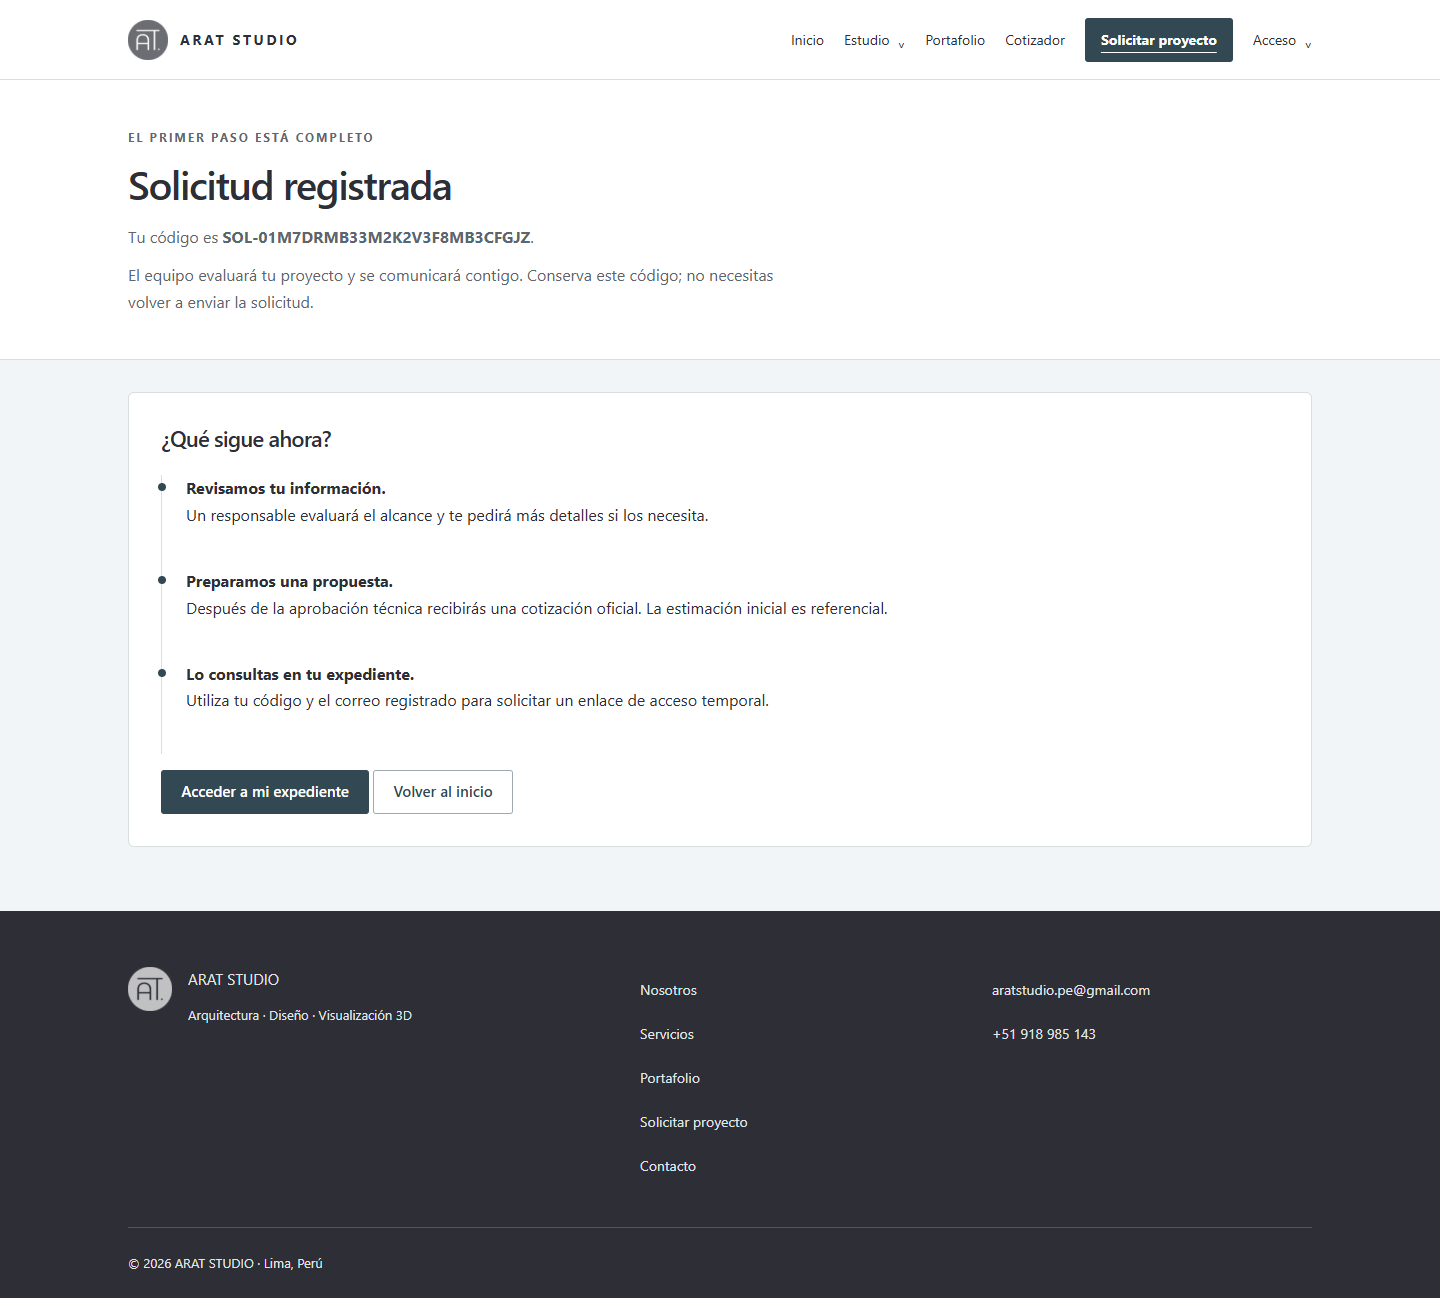 AT.
ARAT STUDIO
Inicio
Estudio
Portafolio
Cotizador
Solicitar proyecto
Acceso
EL PRIMER PASO ESTÁ COMPLETO
Solicitud registrada
Tu código es SOL-01M7DRMB33M2K2V3F8MB3CFGJZ.
El equipo evaluará tu proyecto y se comunicará contigo. Conserva este código; no necesitas
volver a enviar la solicitud.
¿Qué sigue ahora?
Revisamos tu información.
Un responsable evaluará el alcance y te pedirá más detalles si los necesita.
Preparamos una propuesta.
Después de la aprobación técnica recibirás una cotización oficial. La estimación inicial es referencial.
Lo consultas en tu expediente.
Utiliza tu código y el correo registrado para solicitar un enlace de acceso temporal.
Acceder a mi expediente
Volver al inicio
AT.
ARAT STUDIO
Arquitectura · Diseño · Visualización 3D
Nosotros
Servicios
Portafolio
Solicitar proyecto
Contacto
aratstudio.pe@gmail.com
+51 918 985 143
© 2026 ARAT STUDIO · Lima, Perú